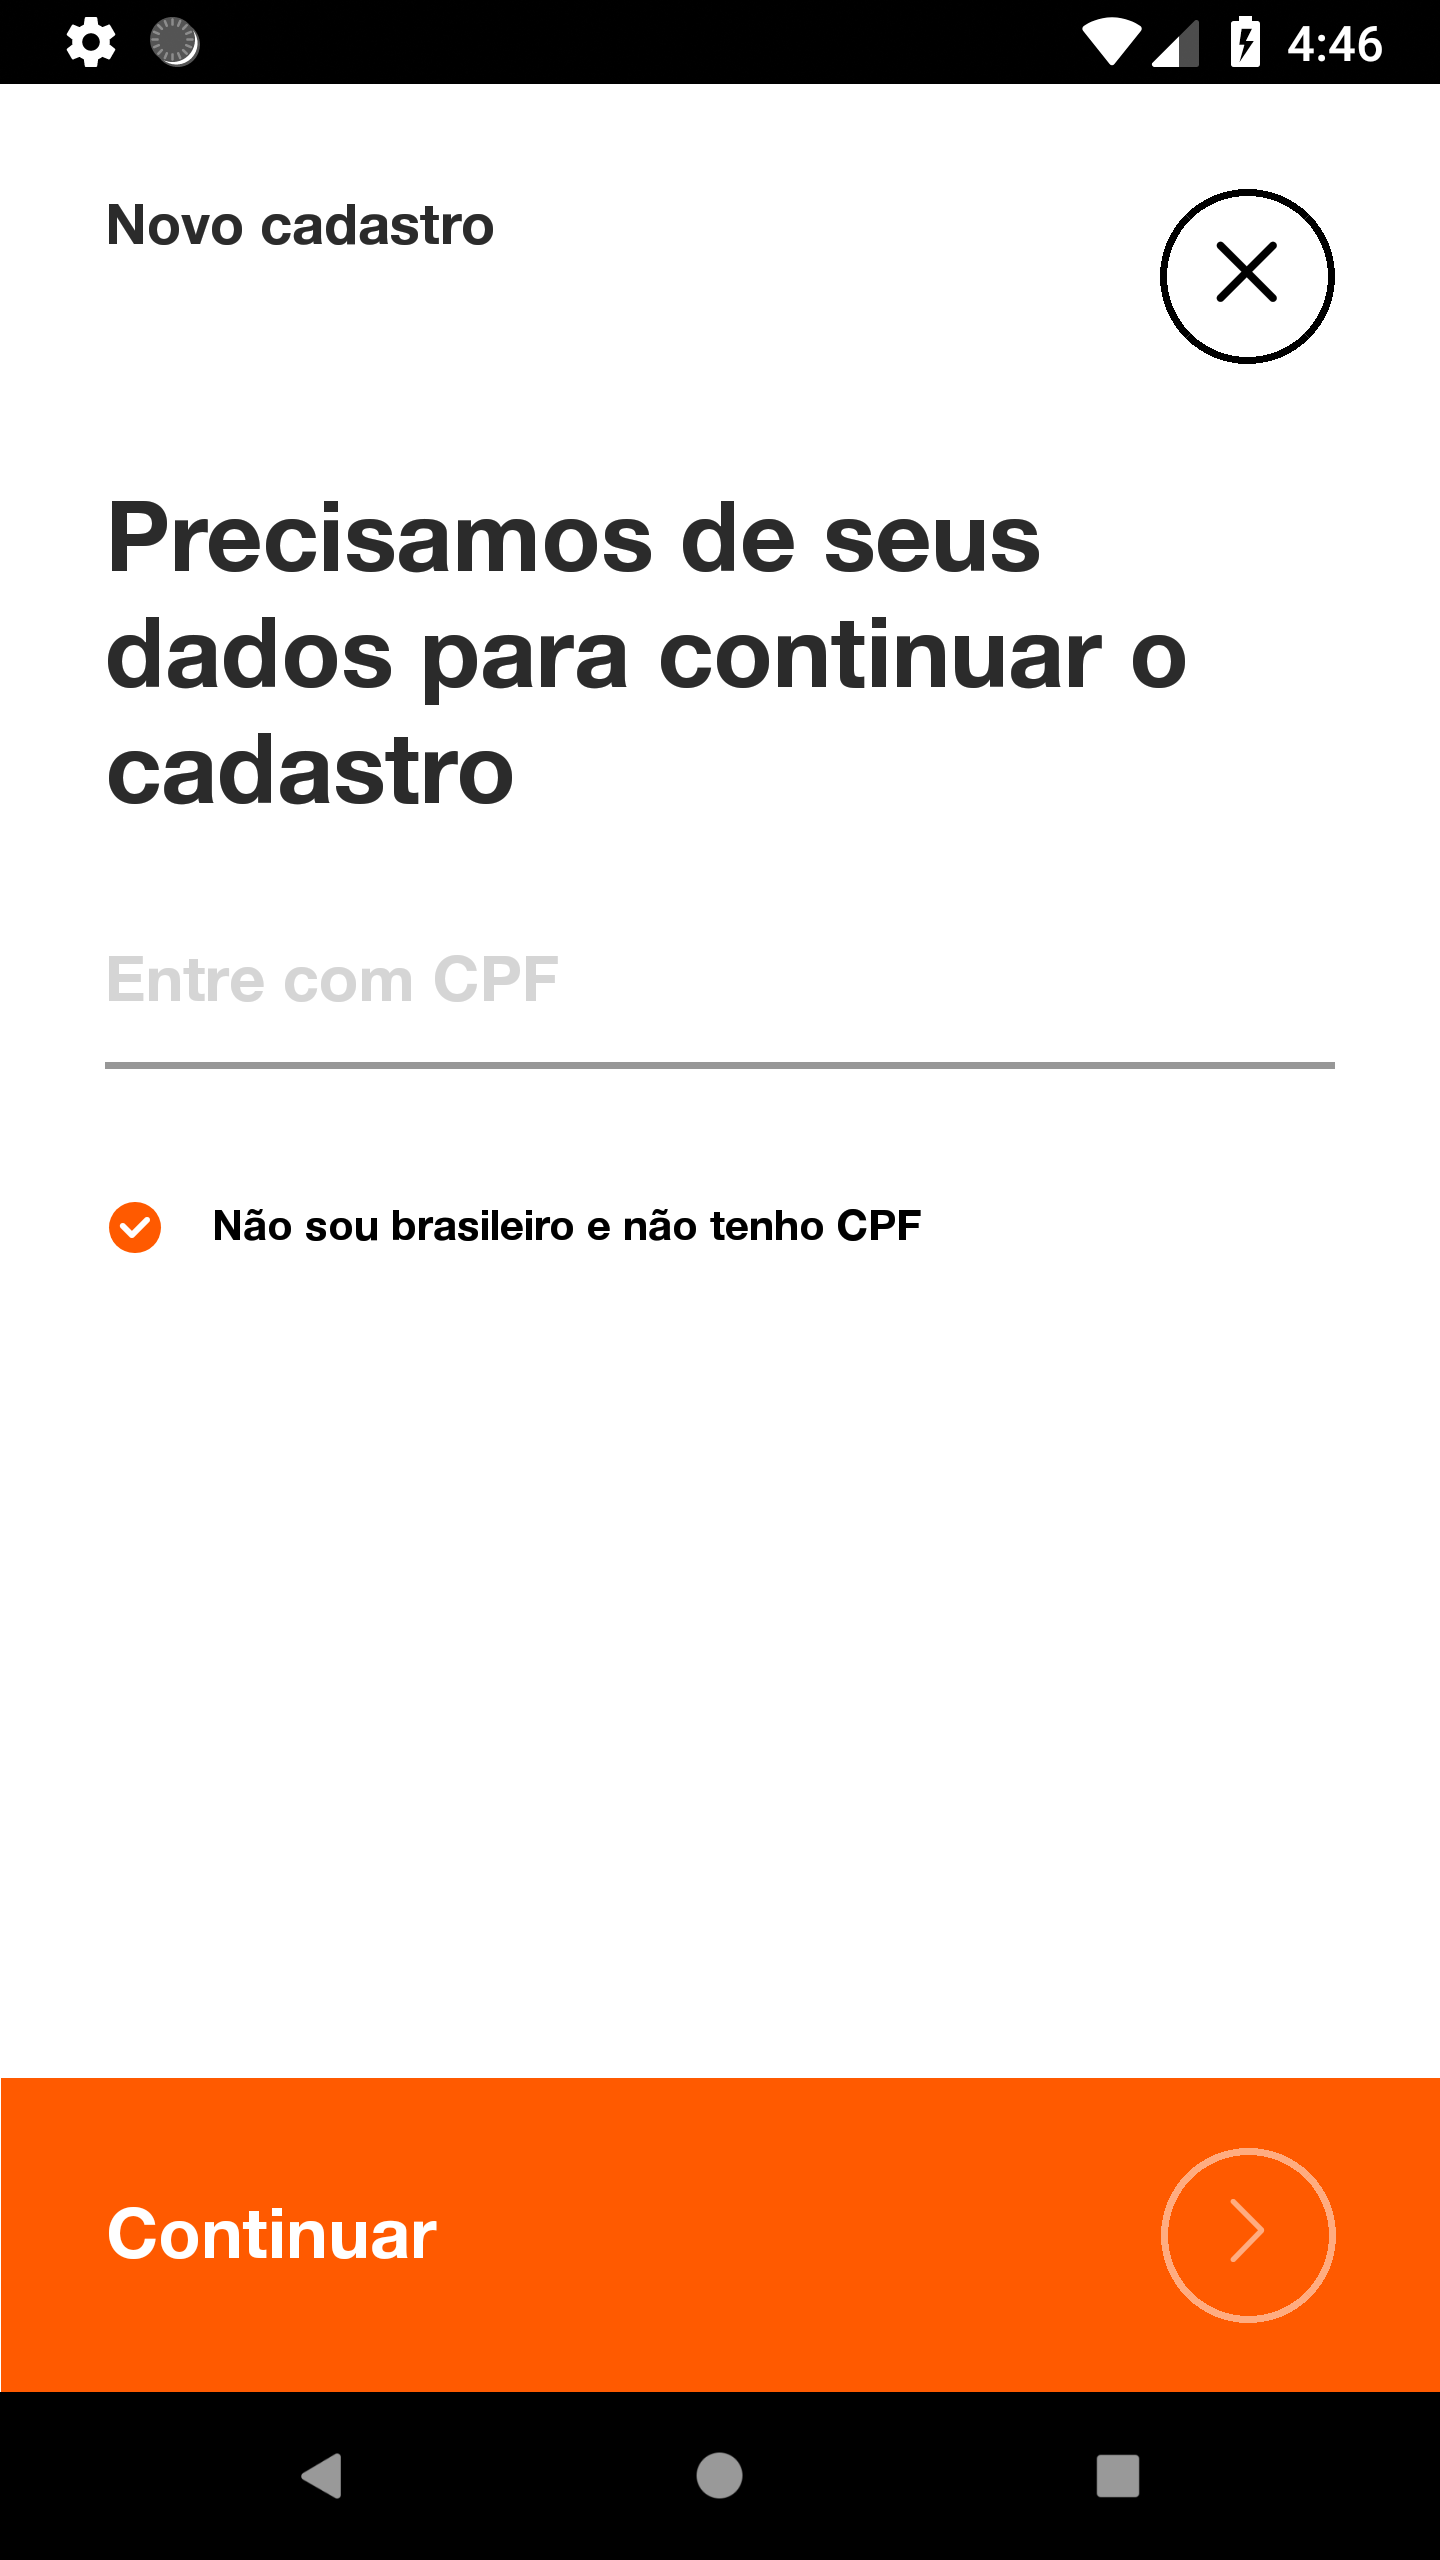 4:46
Novo cadastro
Precisamos de seus
dados para continuar o
cadastro
Entre com CPF
Não sou brasileiro e não tenho CPF
Continuar